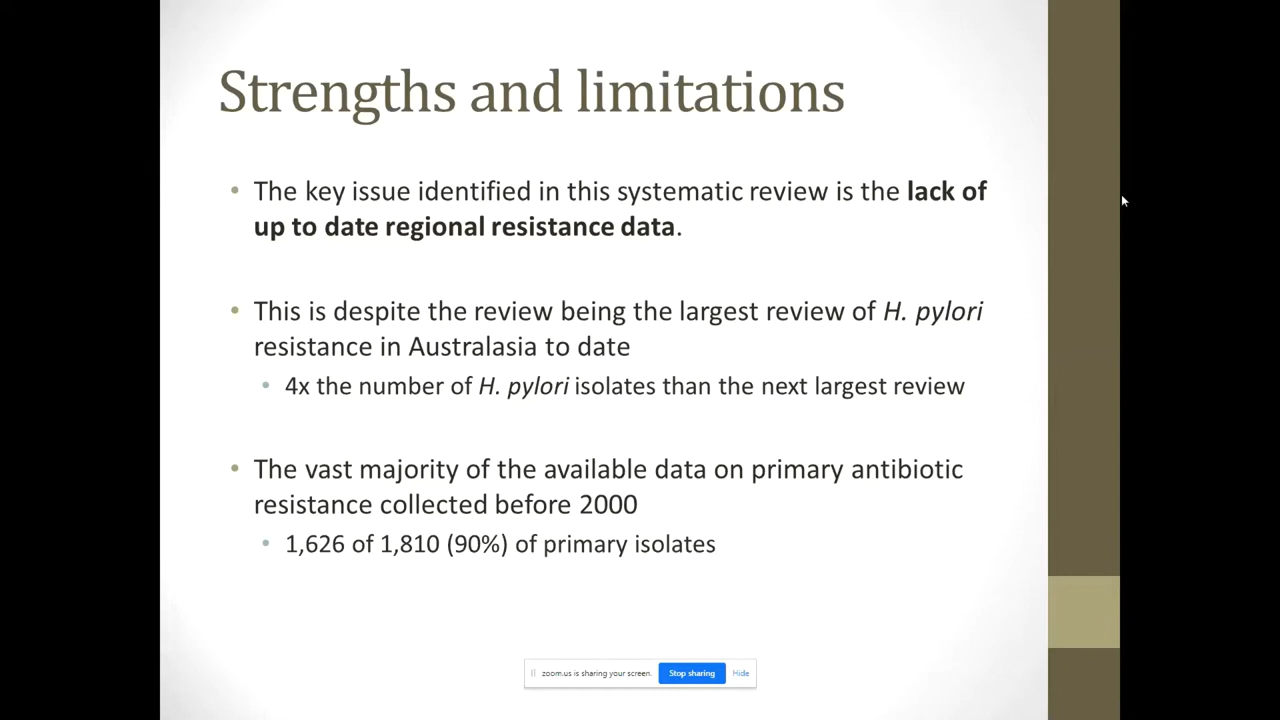 Strengths and limitations
• The key issue identified in this systematic review is the lack of
up to date regional resistance data.
• This is despite the review being the largest review of H. pylori
resistance in Australasia to date
• 4x the number of H. pylori isolates than the next largest review
• The vast majority of the available data on primary antibiotic
resistance collected before 2000
• 1,626 of 1,810 (90%) of primary isolates
zoom.us is sharing your screen. Stop sharing Hide